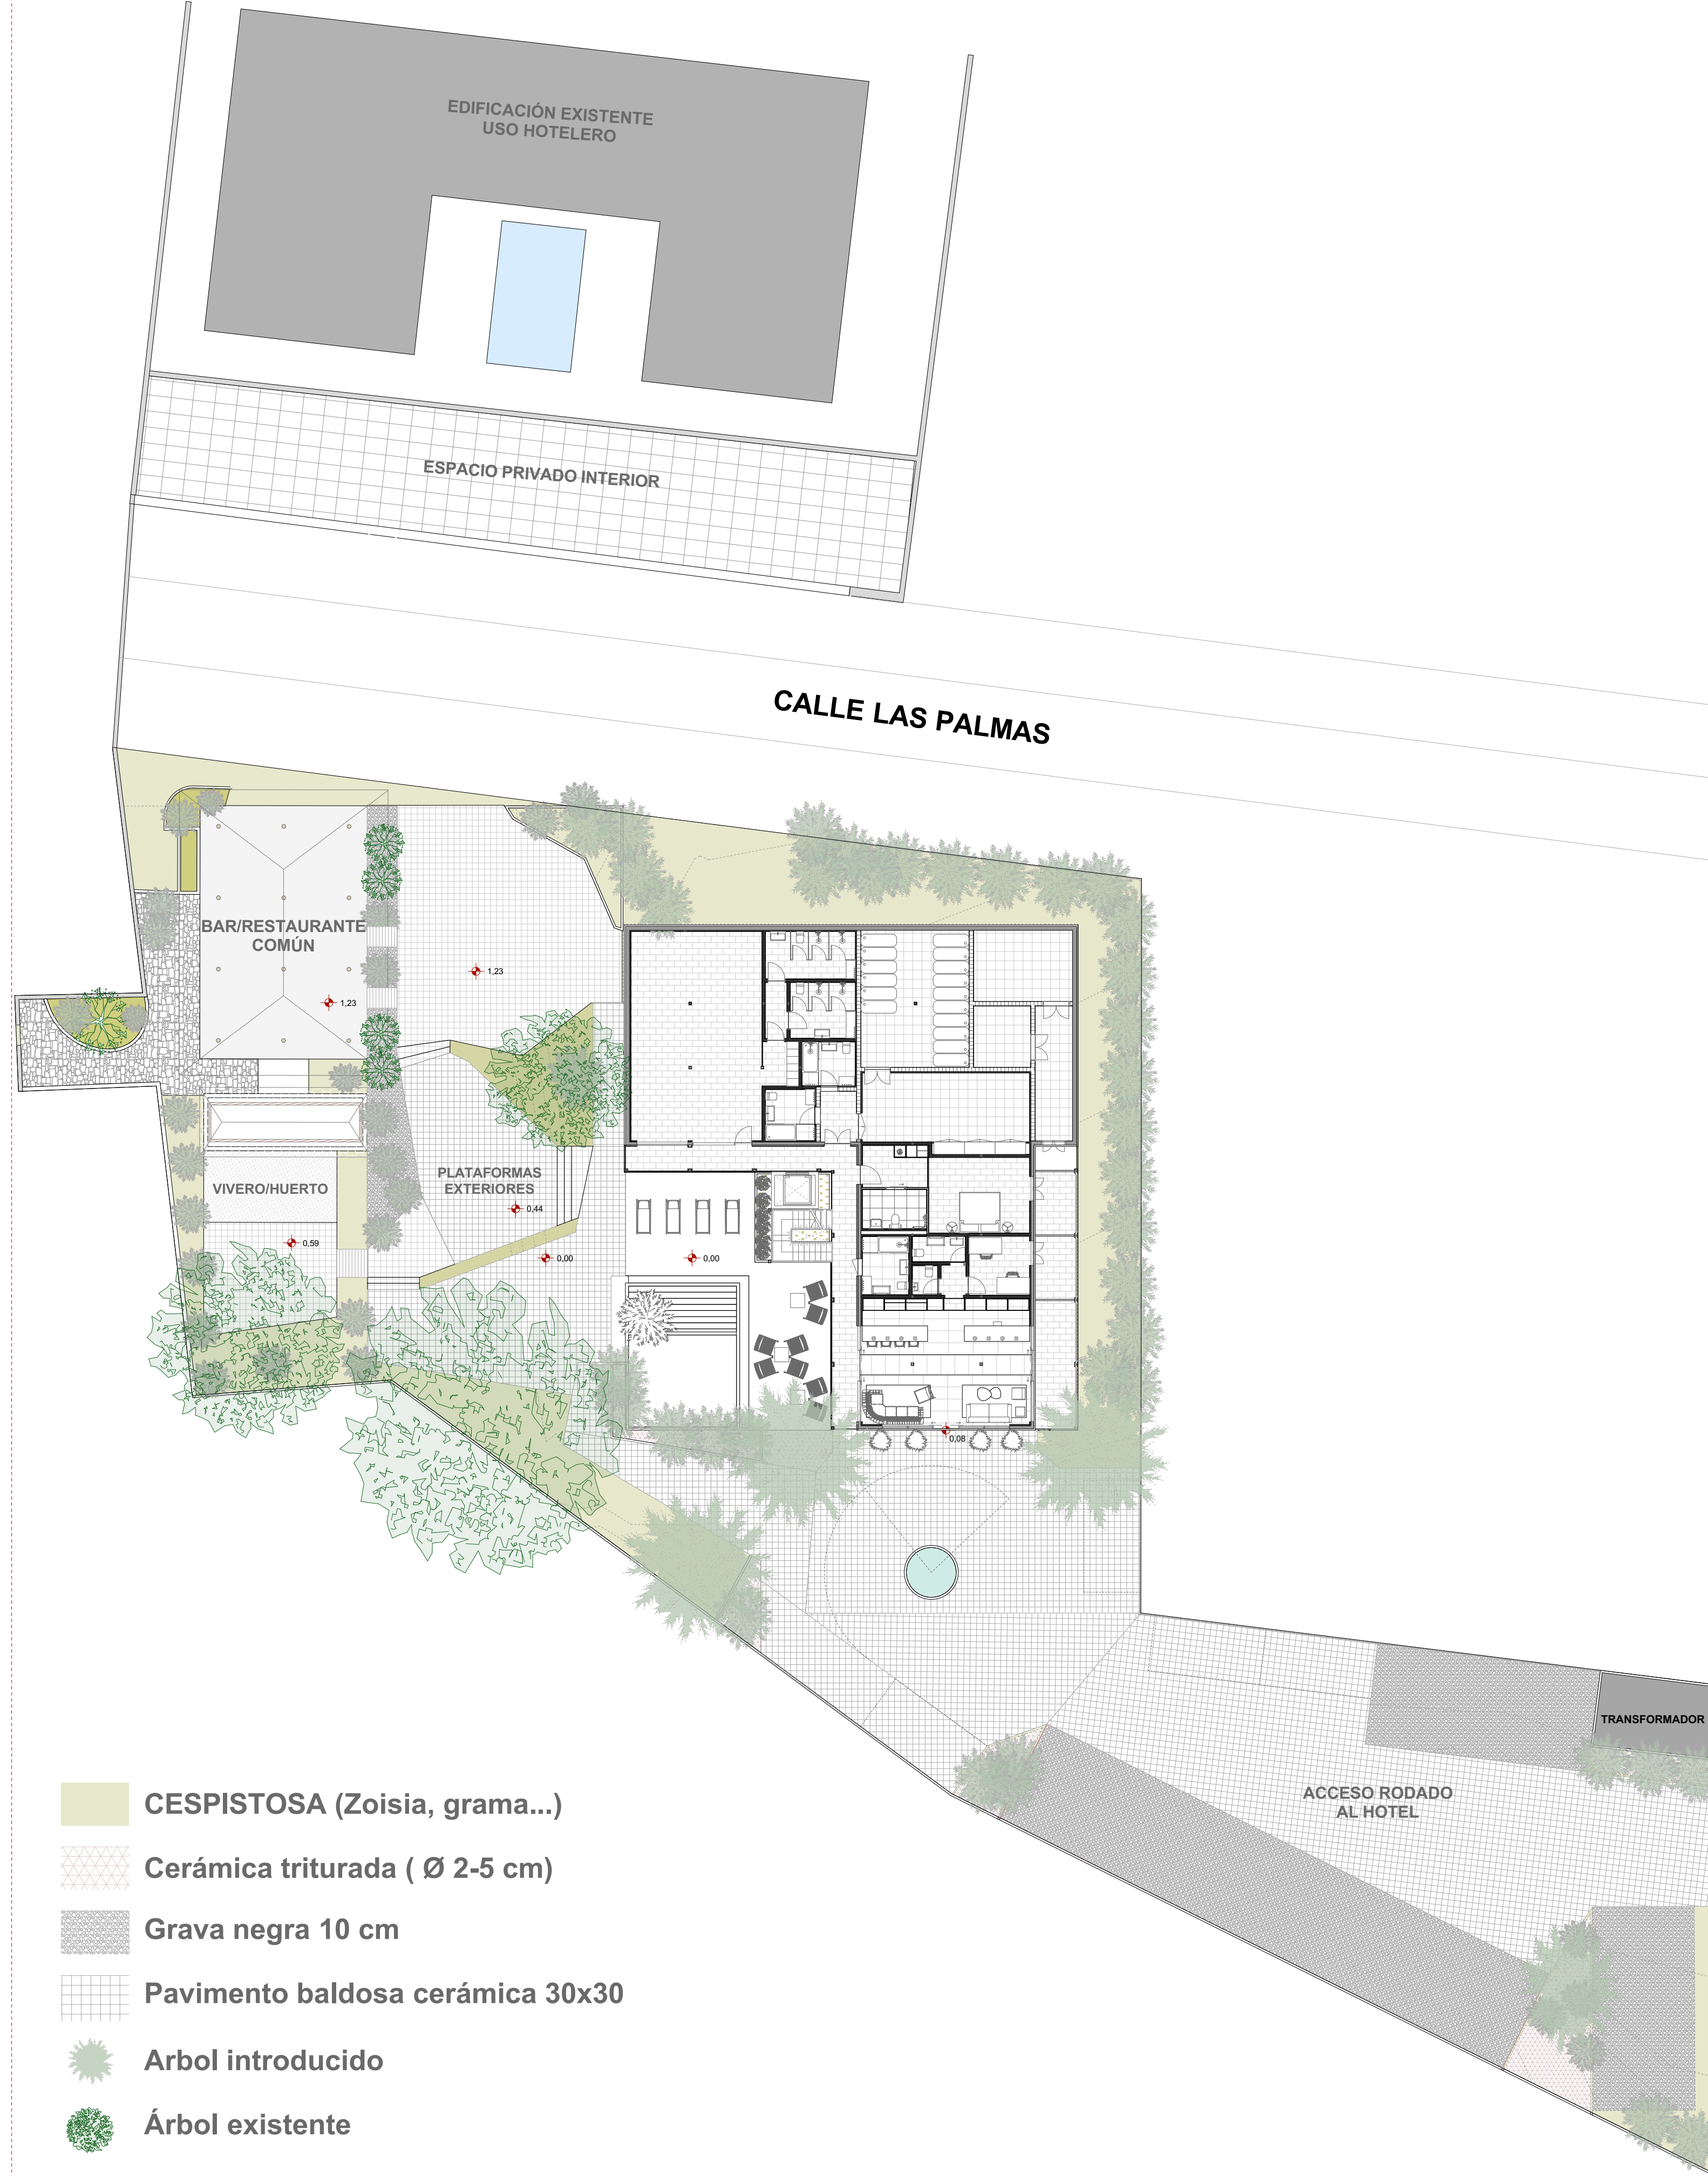 EDIFICACIÓN EXISTENTE
USO HOTELERO
ESPACIO PRIVADO INTERIOR
CALLE LAS PALMAS
BAR/RESTAURANTE
COMÚN
1,23
1,23
PLATAFORMAS
EXTERIORES
VIVERO/HUERTO
0,44
0,59
0,00
0,00
0,08
TRANSFORMADOR
ACCESO RODADO
AL HOTEL
CESPISTOSA (Zoisia, grama...)
Cerámica triturada ( Ø 2-5 cm)
Grava negra 10 cm
Pavimento baldosa cerámica 30x30
Arbol introducido
Árbol existente